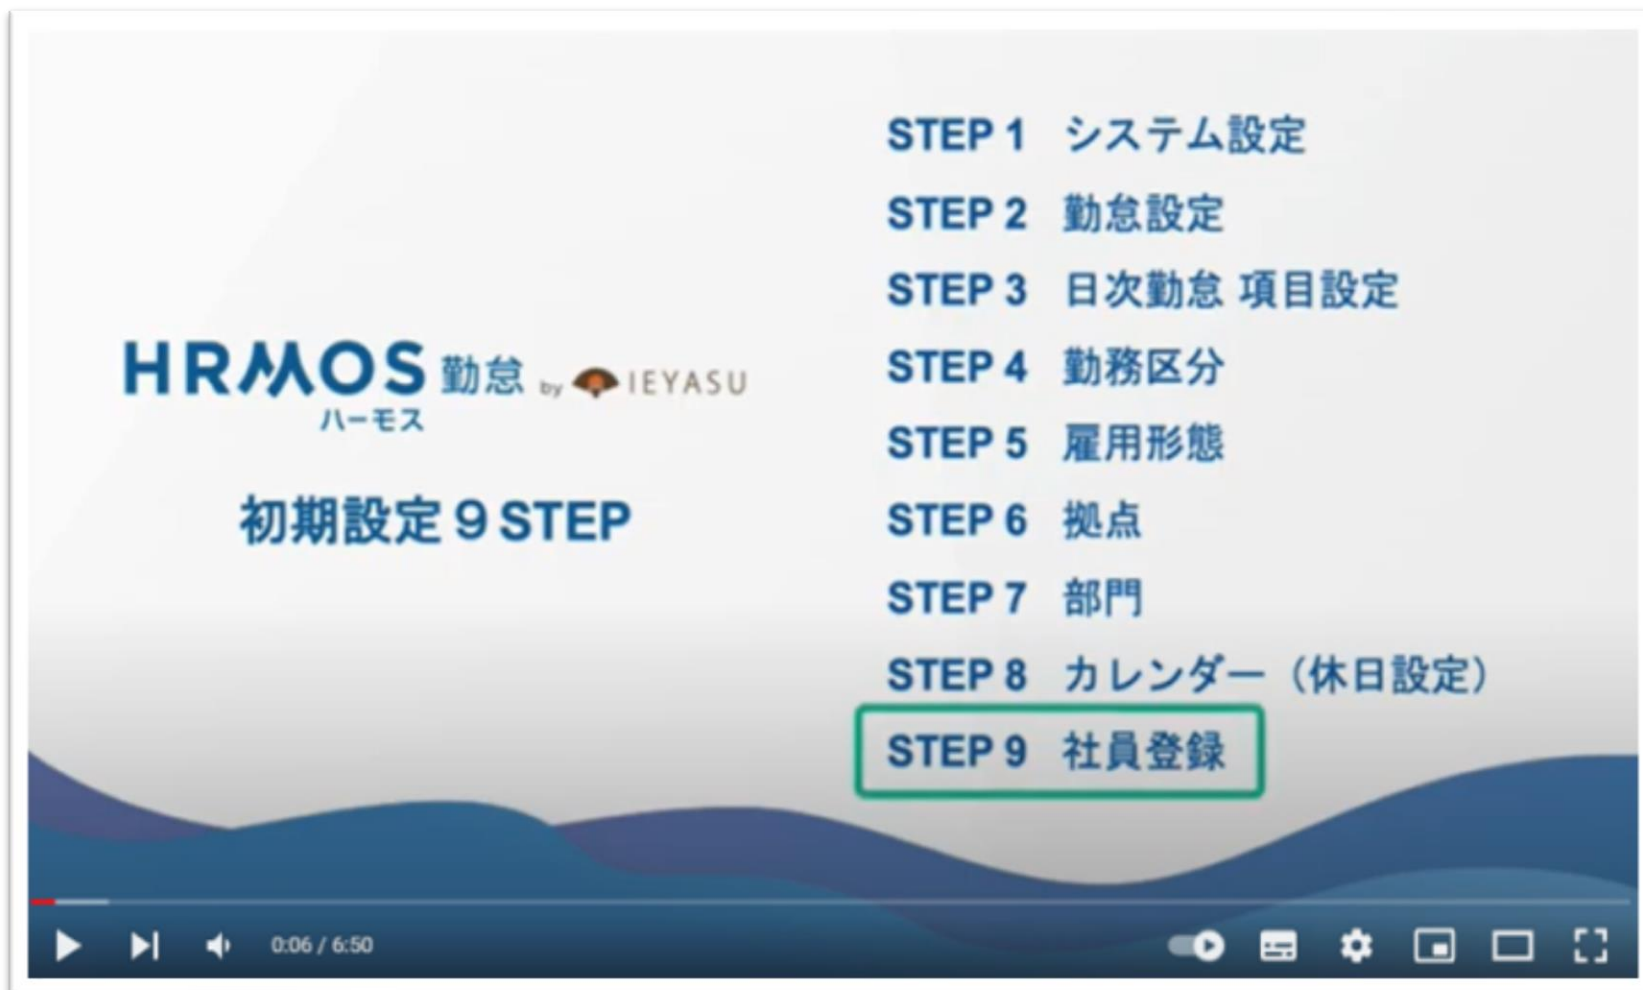 HRMOS 勤怠 by IEYASU
ハーモス
初期設定９STEP
STEP 1 システム設定
STEP 2 勤怠設定
STEP 3 日次勤怠 項目設定
STEP 4 勤務区分
STEP 5 雇用形態
STEP 6 拠点
STEP 7 部門
STEP 8 カレンダー（休日設定）
STEP 9 社員登録
0:06 / 6:50